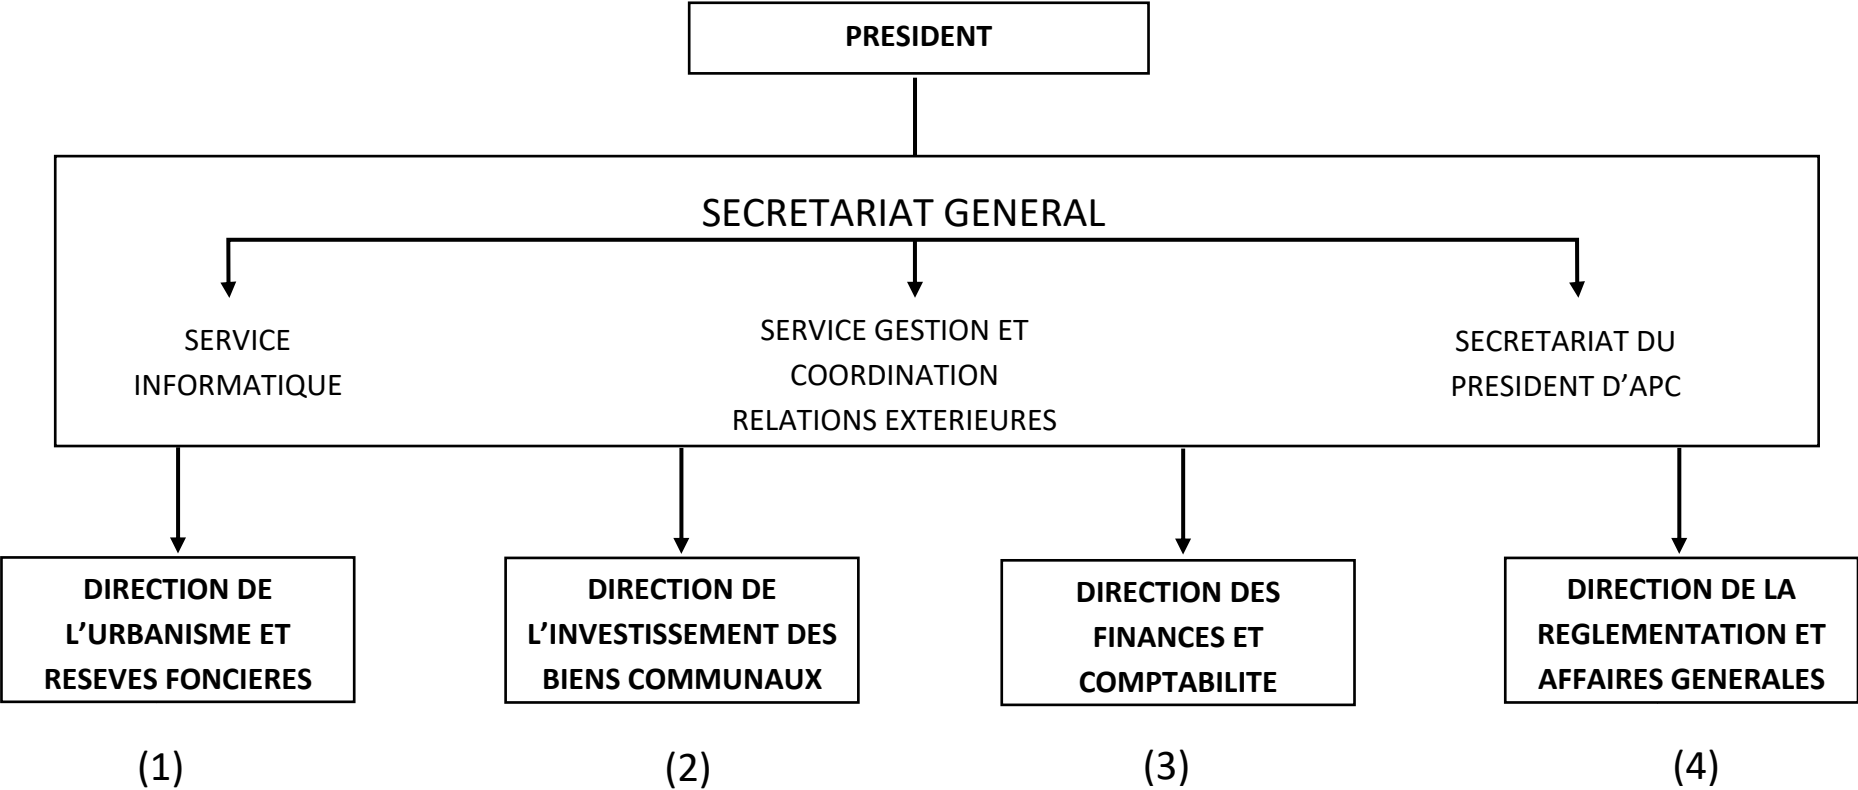 PRESIDENT
SECRETARIAT GENERAL
SERVICE
INFORMATIQUE
SERVICE GESTION ET
COORDINATION
RELATIONS EXTERIEURES
SECRETARIAT DU
PRESIDENT D’APC
DIRECTION DE
L’URBANISME ET
RESEVES FONCIERES
DIRECTION DE
L’INVESTISSEMENT DES
BIENS COMMUNAUX
DIRECTION DES
FINANCES ET
COMPTABILITE
DIRECTION DE LA
REGLEMENTATION ET
AFFAIRES GENERALES
(1)
(2)
(3)
(4)